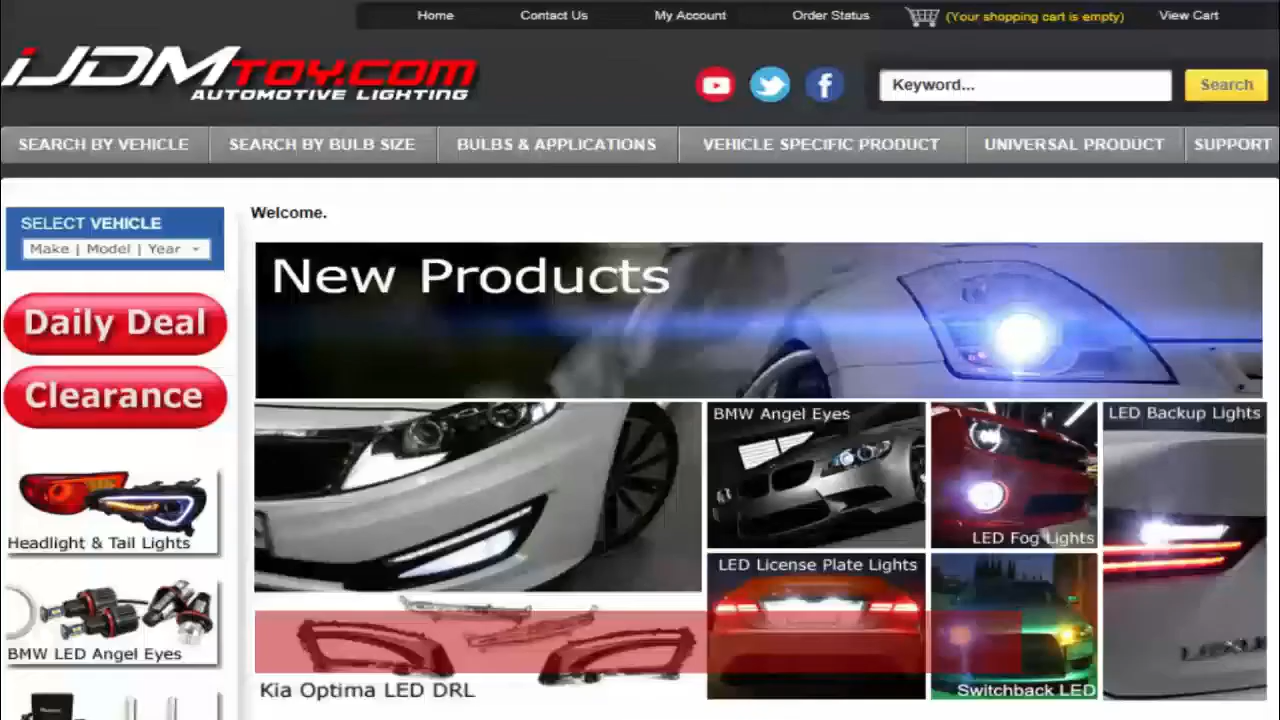 Home Contact Us My Account Order Status (Your shopping cart is empty) View Cart
iJDMTOY.COM
AUTOMOTIVE LIGHTING
Keyword... Search
SEARCH BY VEHICLE SEARCH BY BULB SIZE BULBS & APPLICATIONS VEHICLE SPECIFIC PRODUCT UNIVERSAL PRODUCT SUPPORT
Welcome.
SELECT VEHICLE
Make | Model | Year
Daily Deal
Clearance
Headlight & Tail Lights
BMW LED Angel Eyes
New Products
BMW Angel Eyes
LED Backup Lights
LED Fog Lights
LED License Plate Lights
Kia Optima LED DRL
Switchback LED